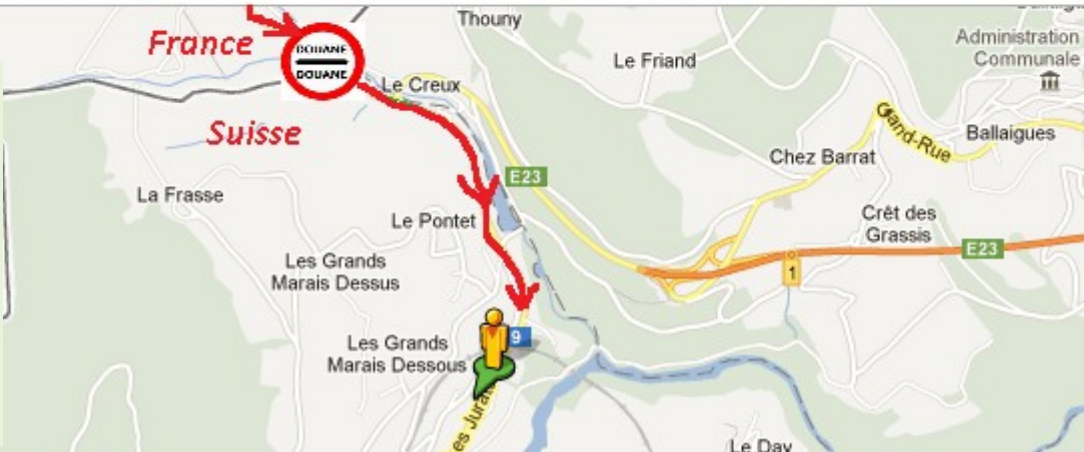 Thouny
France
DOUANE
DOUANE
Le Friand
Administration
Communale
Le Creux
Suisse
Grand-Rue
Ballaigues
Chez Barrat
E23
La Frasse
Le Pontet
Crêt des
Grassis
E23
Les Grands
Marais Dessus
1
9
Les Grands
Marais Dessous
Le Day